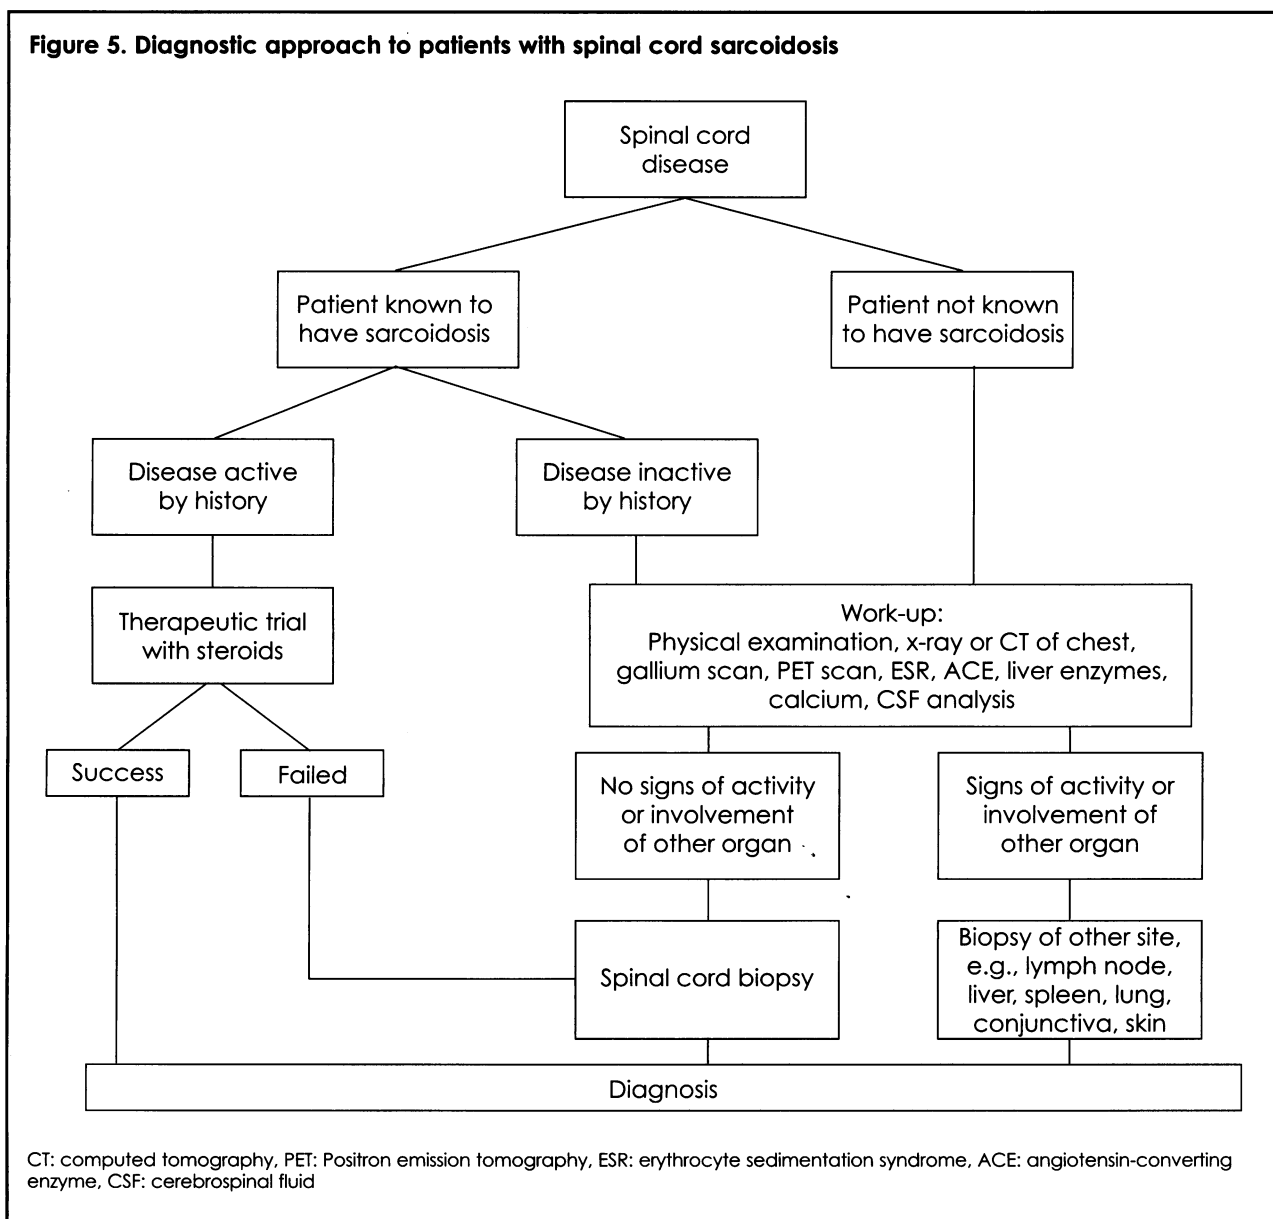 Figure 5. Diagnostic approach to patients with spinal cord sarcoidosis
Spinal cord
disease
Patient known to
have sarcoidosis
Patient not known
to have sarcoidosis
Disease active
by history
Disease inactive
by history
Therapeutic trial
with steroids
Work-up:
Physical examination, x-ray or CT of chest,
gallium scan, PET scan, ESR, ACE, liver enzymes,
calcium, CSF analysis
Success
Failed
No signs of activity
or involvement
of other organ
Signs of activity or
involvement of
other organ
Spinal cord biopsy
Biopsy of other site,
e.g., lymph node,
liver, spleen, lung,
conjunctiva, skin
Diagnosis
CT: computed tomography, PET: Positron emission tomography, ESR: erythrocyte sedimentation syndrome, ACE: angiotensin-converting
enzyme, CSF: cerebrospinal fluid